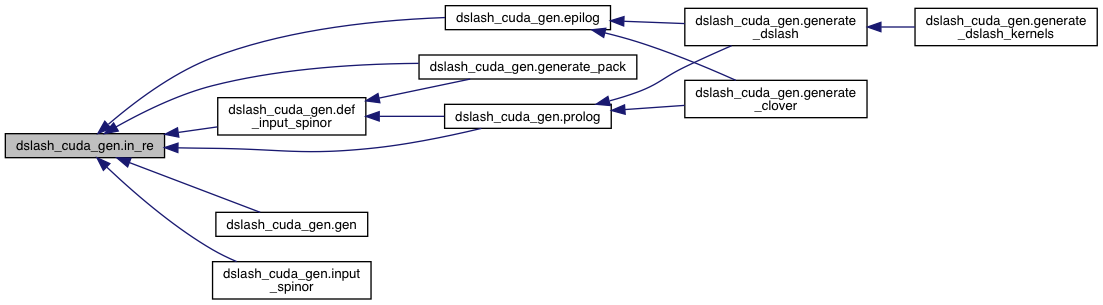 dslash_cuda_gen.in_re
dslash_cuda_gen.epilog
dslash_cuda_gen.generate_pack
dslash_cuda_gen.def
_input_spinor
dslash_cuda_gen.prolog
dslash_cuda_gen.gen
dslash_cuda_gen.input
_spinor
dslash_cuda_gen.generate
_dslash
dslash_cuda_gen.generate
_clover
dslash_cuda_gen.generate
_dslash_kernels